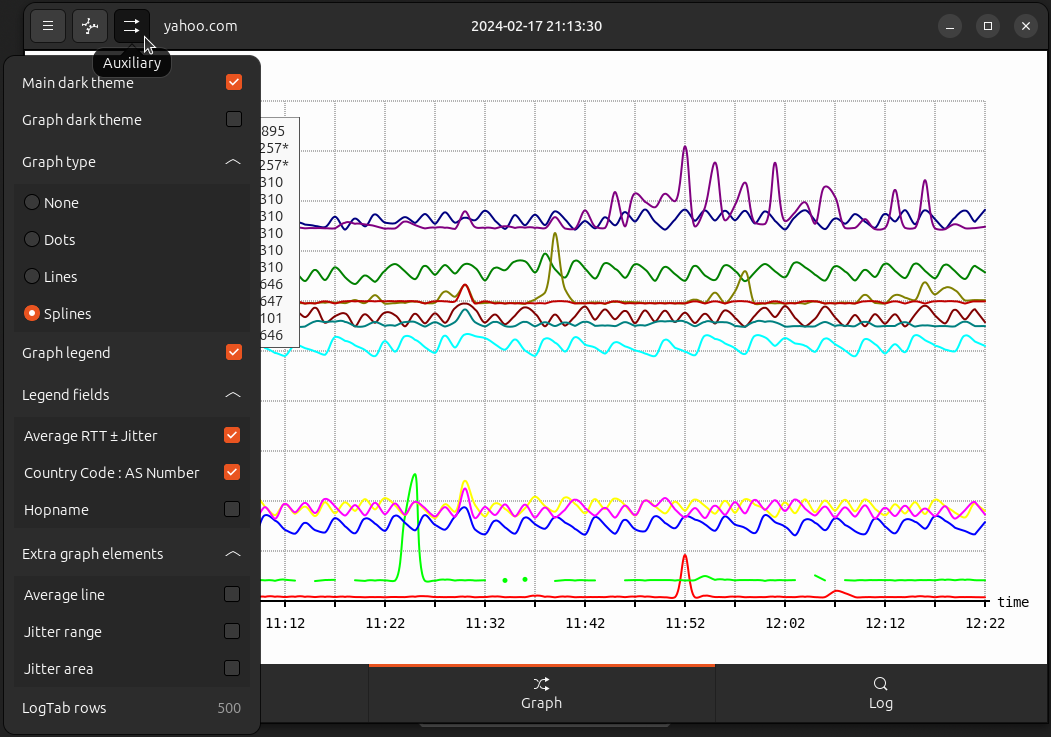 yahoo.com 2024-02-17 21:13:30
Auxiliary
Main dark theme
Graph dark theme
Graph type
None
Dots
Lines
Splines
Graph legend
Legend fields
Average RTT ± Jitter
Country Code : AS Number
Hopname
Extra graph elements
Average line
Jitter range
Jitter area
LogTab rows 500
895
257*
257*
310
310
310
310
310
310
646
647
101
646
time
11:12 11:22 11:32 11:42 11:52 12:02 12:12 12:22
Graph Log